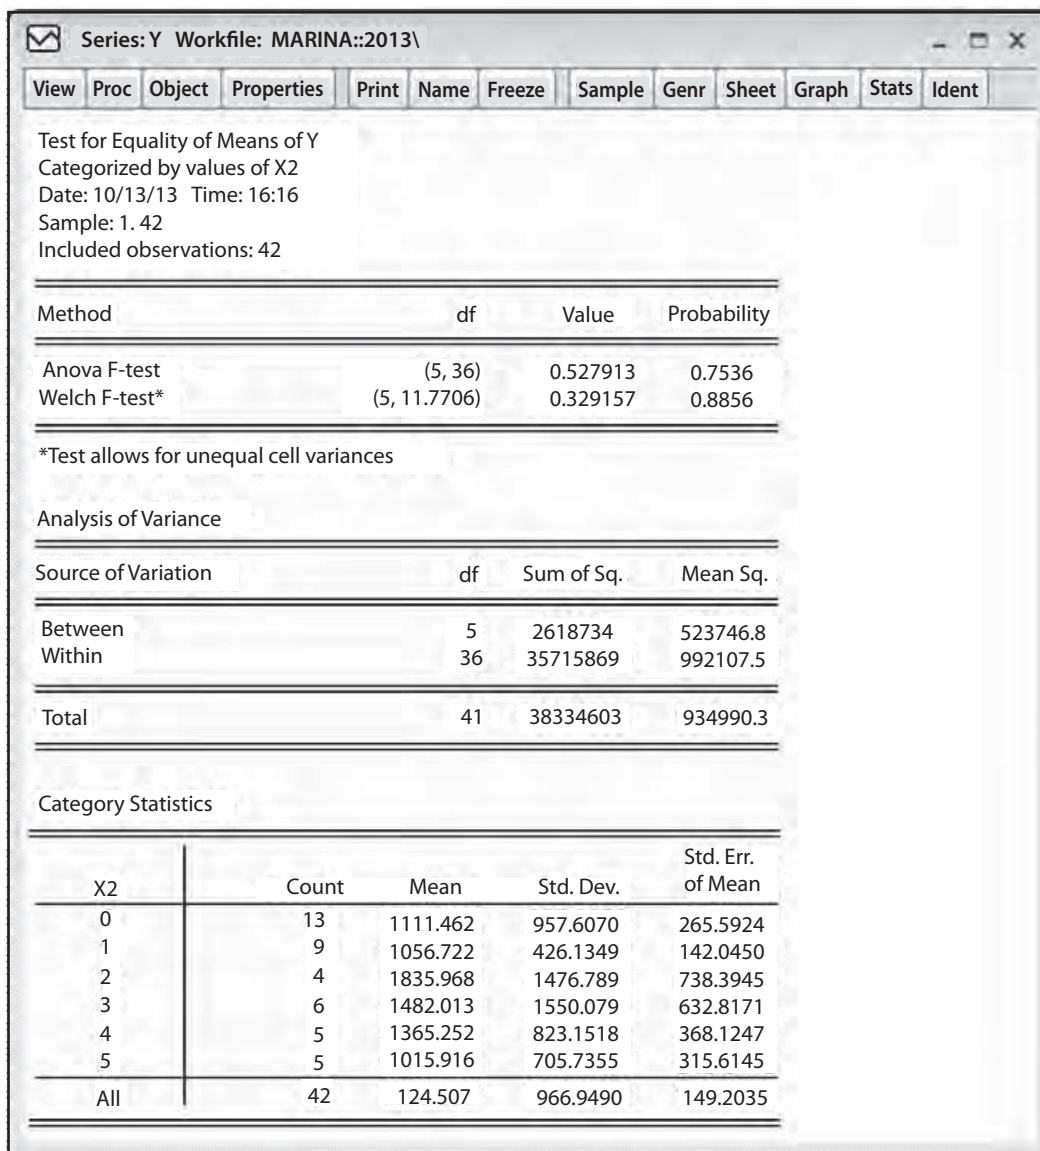 Series: Y Workfile: MARINA::2013\
View Proc Object Properties Print Name Freeze Sample Genr Sheet Graph Stats Ident
Test for Equality of Means of Y
Categorized by values of X2
Date: 10/13/13 Time: 16:16
Sample: 1. 42
Included observations: 42
Method df Value Probability
Anova F-test (5, 36) 0.527913 0.7536
Welch F-test* (5, 11.7706) 0.329157 0.8856
*Test allows for unequal cell variances
Analysis of Variance
Source of Variation df Sum of Sq. Mean Sq.
Between 5 2618734 523746.8
Within 36 35715869 992107.5
Total 41 38334603 934990.3
Category Statistics
Std. Err.
X2 Count Mean Std. Dev. of Mean
0 13 1111.462 957.6070 265.5924
1 9 1056.722 426.1349 142.0450
2 4 1835.968 1476.789 738.3945
3 6 1482.013 1550.079 632.8171
4 5 1365.252 823.1518 368.1247
5 5 1015.916 705.7355 315.6145
All 42 124.507 966.9490 149.2035